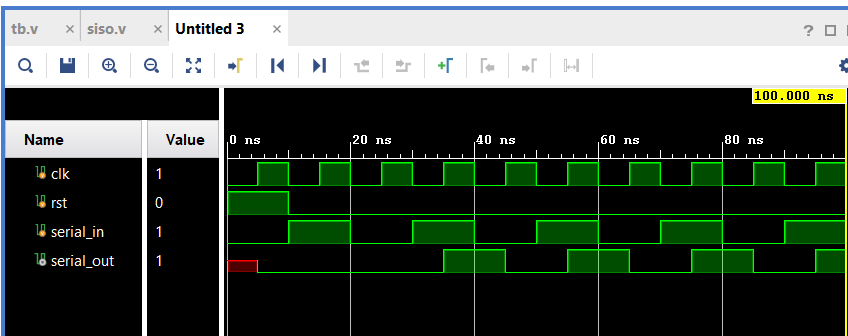 tb.v × siso.v × Untitled 3 × ?
100.000 ns
Name Value 0 ns 20 ns 40 ns 60 ns 80 ns
clk 1
rst 0
serial_in 1
serial_out 1